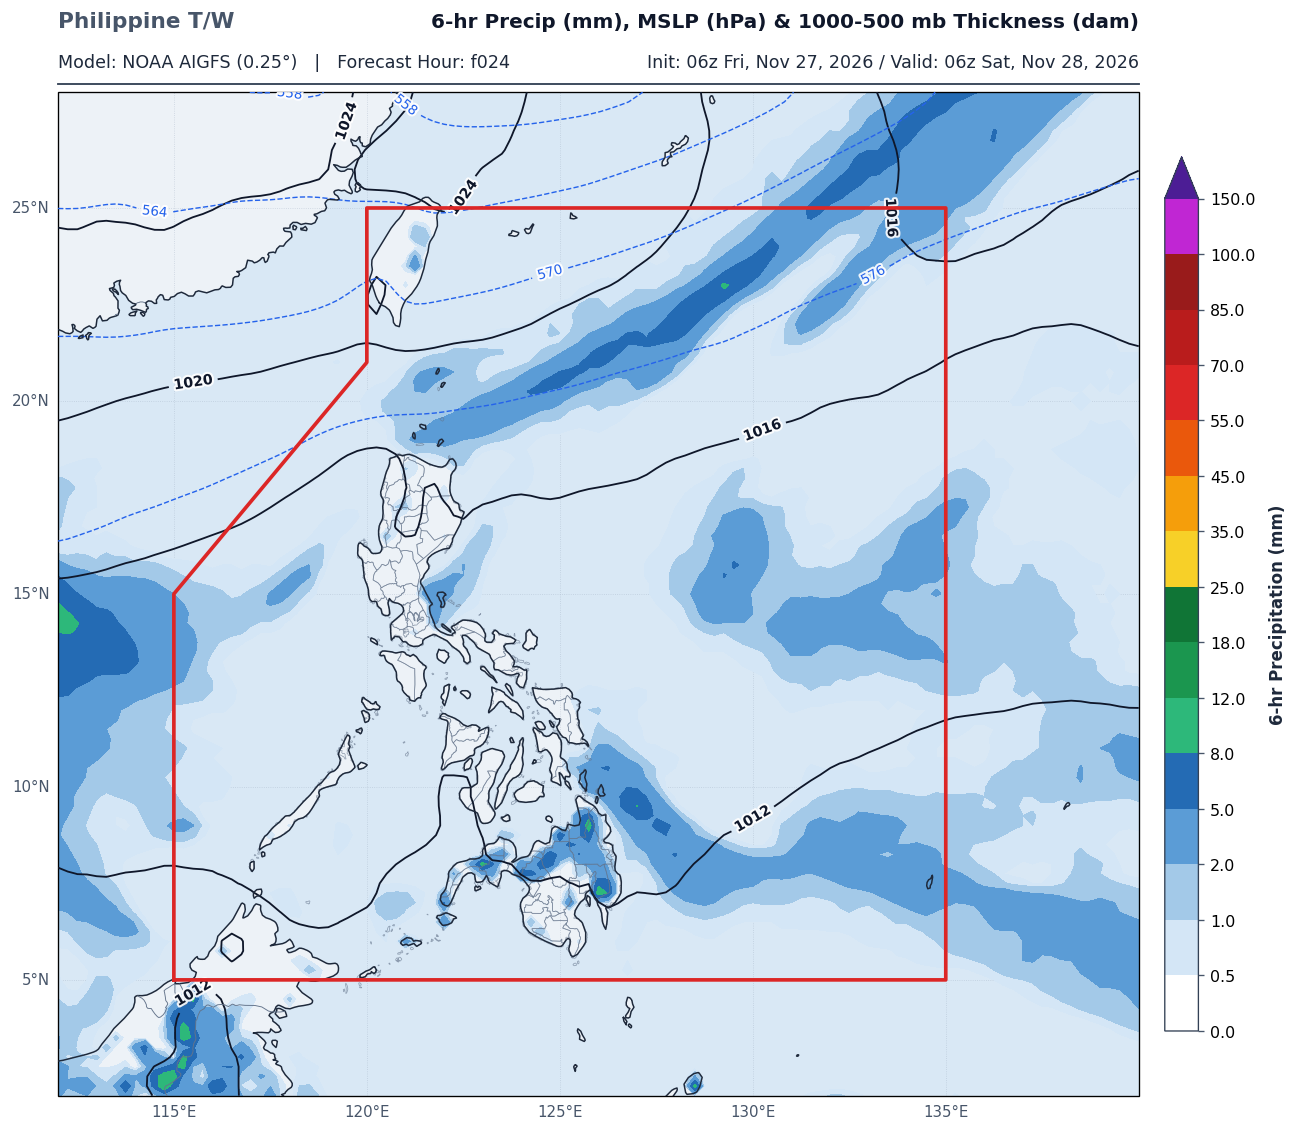 Philippine T/W
6-hr Precip (mm), MSLP (hPa) & 1000-500 mb Thickness (dam)
Model: NOAA AIGFS (0.25°) | Forecast Hour: f024
Init: 06z Fri, Nov 27, 2026 / Valid: 06z Sat, Nov 28, 2026
558
558
1024
1024
564
25°N
1016
570
576
1020
20°N
1016
15°N
10°N
1012
5°N
1012
115°E
120°E
125°E
130°E
135°E
150.0
100.0
85.0
70.0
55.0
45.0
35.0
25.0
18.0
12.0
8.0
5.0
2.0
1.0
0.5
0.0
6-hr Precipitation (mm)